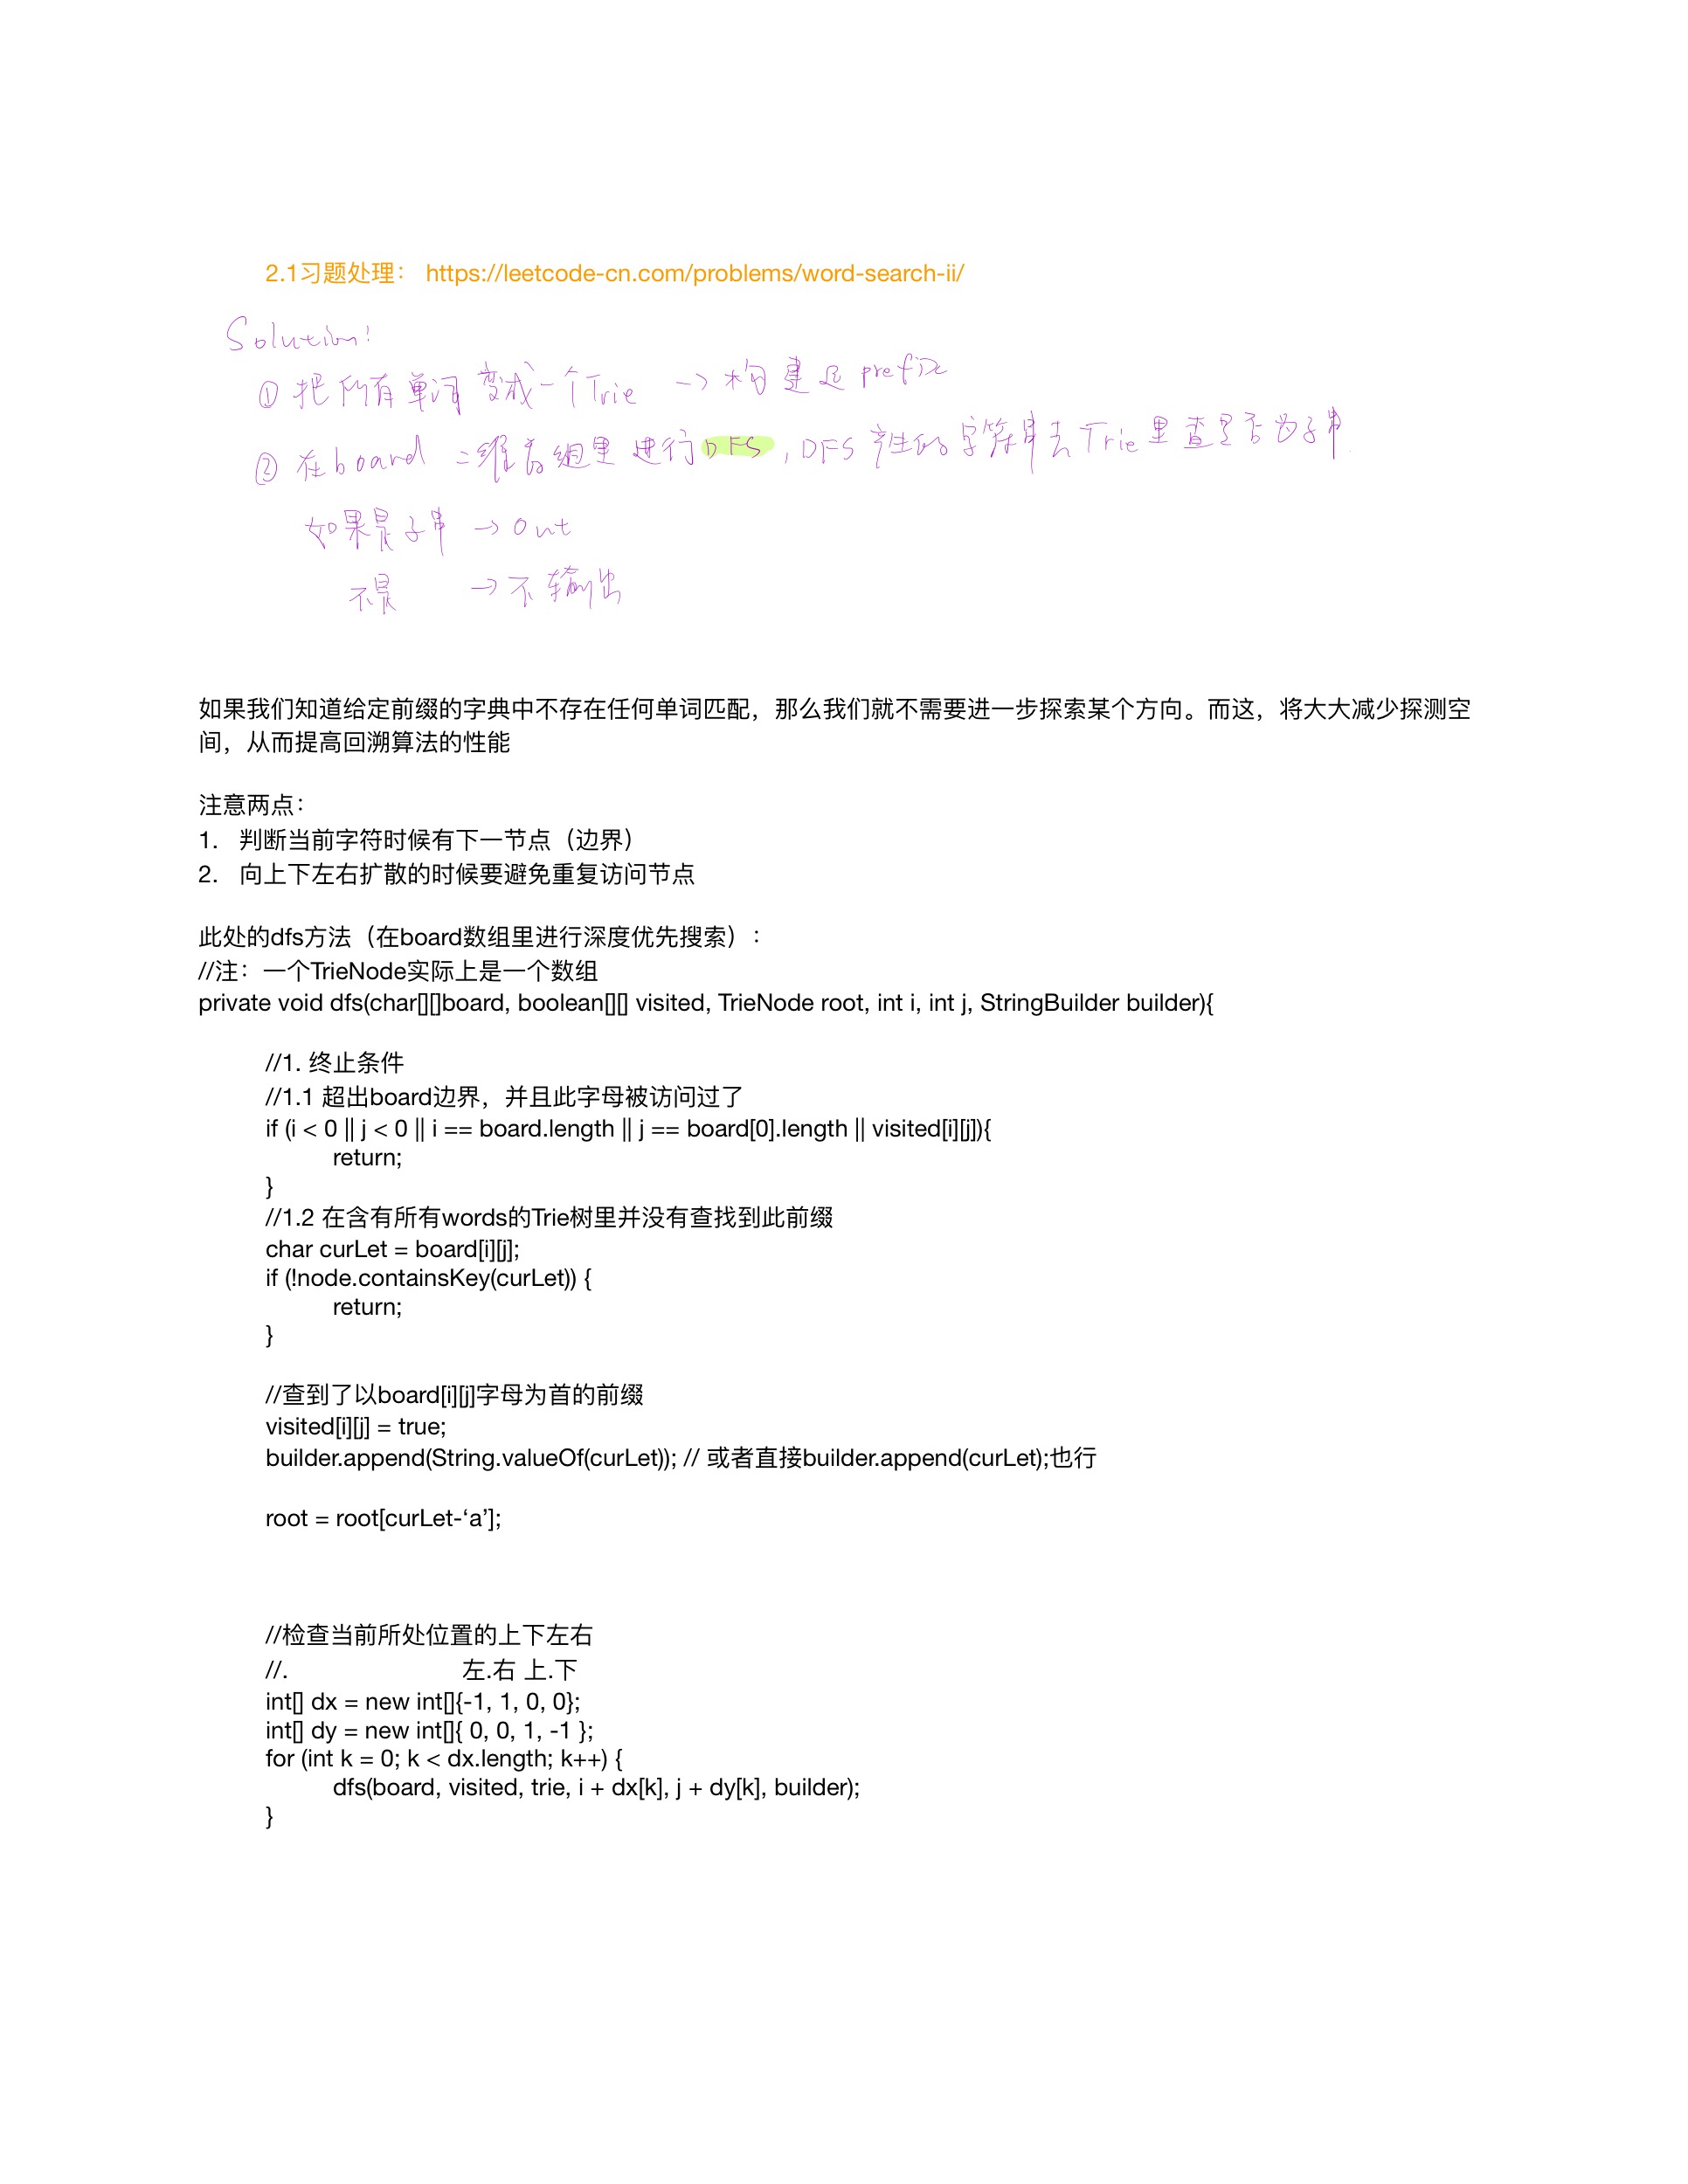 2.1习题处理： https://leetcode-cn.com/problems/word-search-ii/
Solution:
① 把所有单词变成一个Trie → 构建起 prefix
② 在board 二维数组里进行DFS, DFS产生的字符串去Trie里查是否为子串
如果是子串 → out
不是 → 不输出
如果我们知道给定前缀的字典中不存在任何单词匹配，那么我们就不需要进一步探索某个方向。而这，将大大减少探测空
间，从而提高回溯算法的性能
注意两点：
1. 判断当前字符时候有下一节点（边界）
2. 向上下左右扩散的时候要避免重复访问节点
此处的dfs方法（在board数组里进行深度优先搜索）:
//注：一个TrieNode实际上是一个数组
private void dfs(char[][]board, boolean[][] visited, TrieNode root, int i, int j, StringBuilder builder){
//1. 终止条件
//1.1 超出board边界，并且此字母被访问过了
if (i < 0 || j < 0 || i == board.length || j == board[0].length || visited[i][j]){
return;
}
//1.2 在含有所有words的Trie树里并没有查找到此前缀
char curLet = board[i][j];
if (!node.containsKey(curLet)) {
return;
}
//查到了以board[i][j]字母为首的前缀
visited[i][j] = true;
builder.append(String.valueOf(curLet)); // 或者直接builder.append(curLet);也行
root = root[curLet-‘a’];
//检查当前所处位置的上下左右
//. 左.右 上.下
int[] dx = new int[]{-1, 1, 0, 0};
int[] dy = new int[]{ 0, 0, 1, -1 };
for (int k = 0; k < dx.length; k++) {
dfs(board, visited, trie, i + dx[k], j + dy[k], builder);
}